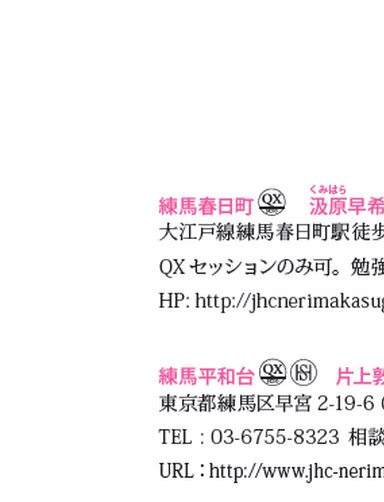 くみはら
練馬春日町 QX 汲原早希
大江戸線練馬春日町駅徒歩
QX セッションのみ可。勉強
HP: http://jhcnerimakasug
練馬平和台 QX HSI 片上敦
東京都練馬区早宮 2-19-6
TEL：03-6755-8323 相談
URL：http://www.jhc-nerim